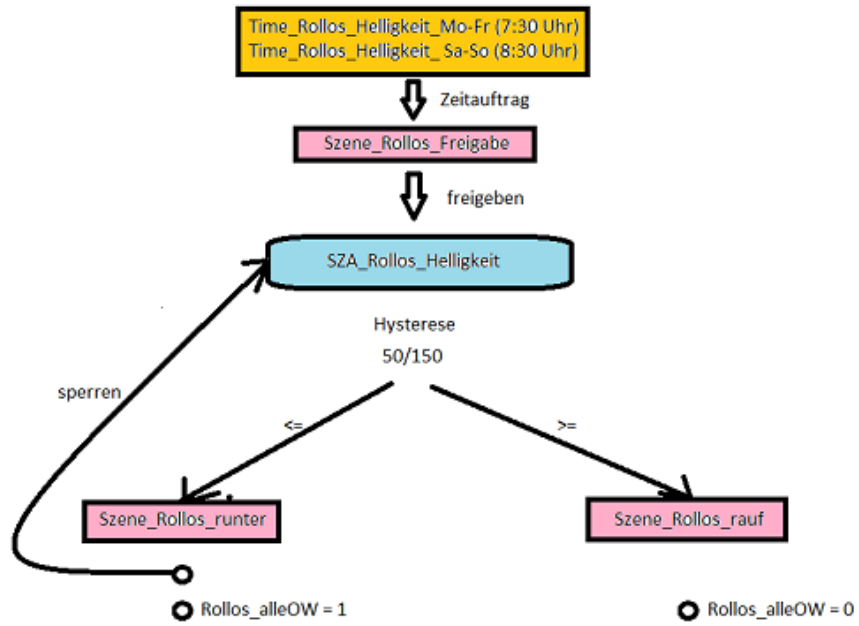 Time_Rollos_Helligkeit_Mo-Fr (7:30 Uhr)
Time_Rollos_Helligkeit_ Sa-So (8:30 Uhr)
Zeitauftrag
Szene_Rollos_Freigabe
freigeben
SZA_Rollos_Helligkeit
Hysterese
50/150
sperren
<=
>=
Szene_Rollos_runter
Szene_Rollos_rauf
Rollos_alleOW = 1
Rollos_alleOW = 0